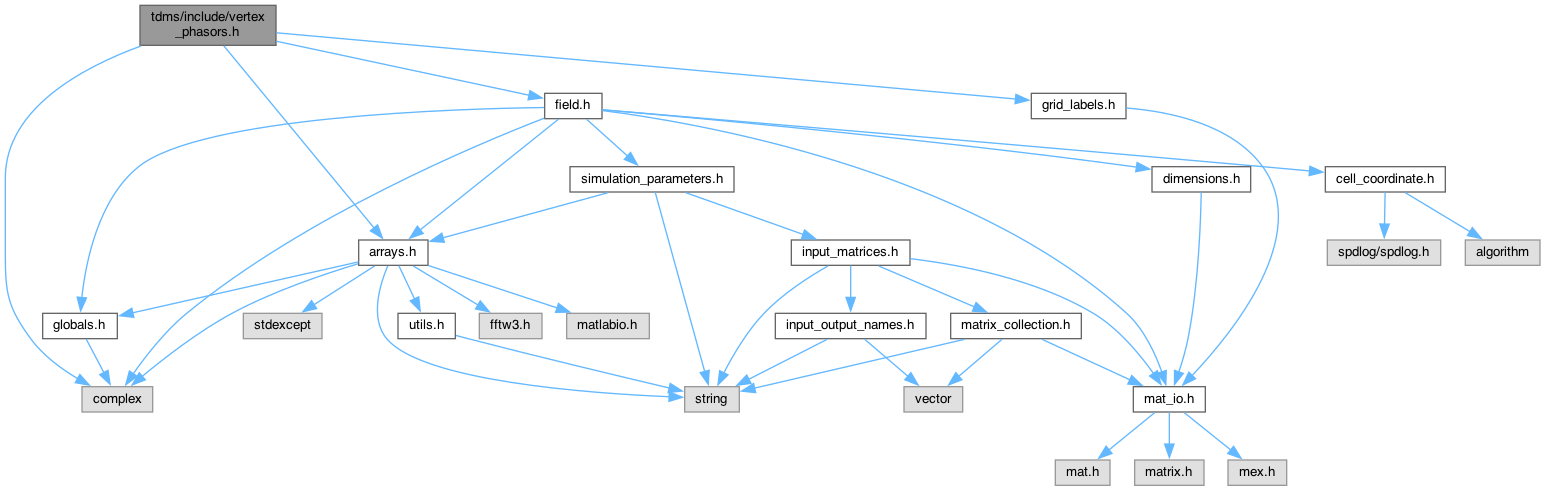 tdms/include/vertex
_phasors.h
field.h
grid_labels.h
simulation_parameters.h
dimensions.h
cell_coordinate.h
arrays.h
input_matrices.h
spdlog/spdlog.h
algorithm
globals.h
stdexcept
utils.h
fftw3.h
matlabio.h
input_output_names.h
matrix_collection.h
complex
string
vector
mat_io.h
mat.h
matrix.h
mex.h